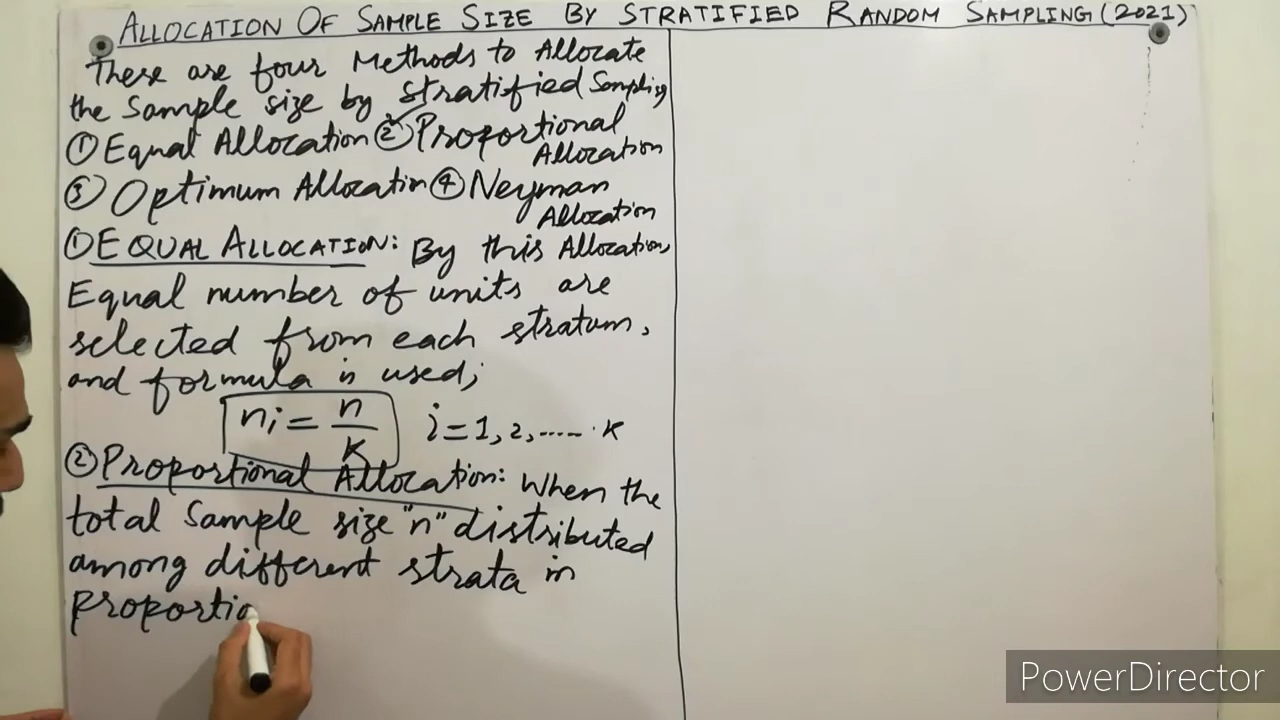 ALLOCATION OF SAMPLE SIZE BY STRATIFIED RANDOM SAMPLING (2021)
These are four Methods to Allocate
the Sample size by Stratified Sampling
① Equal Allocation ② Proportional
Allocation
③ Optimum Allocation ④ Neyman
Allocation
① EQUAL ALLOCATION: By this Allocation,
Equal number of units are
selected from each stratum,
and formula is used;
ni = n/k i = 1, 2, ...... k
② Proportional Allocation: When the
total Sample size "n" distributed
among different strata in
proportio
PowerDirector